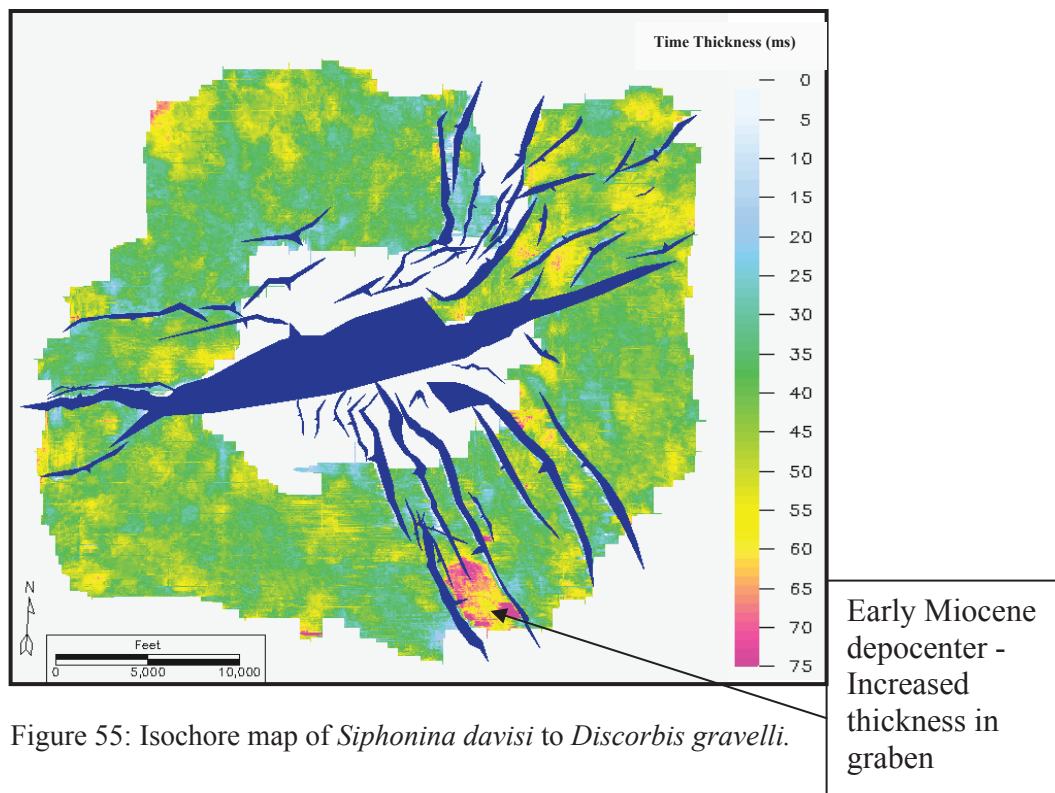 Time Thickness (ms)
0
5
10
15
20
25
30
35
40
45
50
55
60
65
70
75
N
Feet
0 5,000 10,000
Early Miocene
depocenter -
Increased
thickness in
graben
Figure 55: Isochore map of Siphonina davisi to Discorbis gravelli.